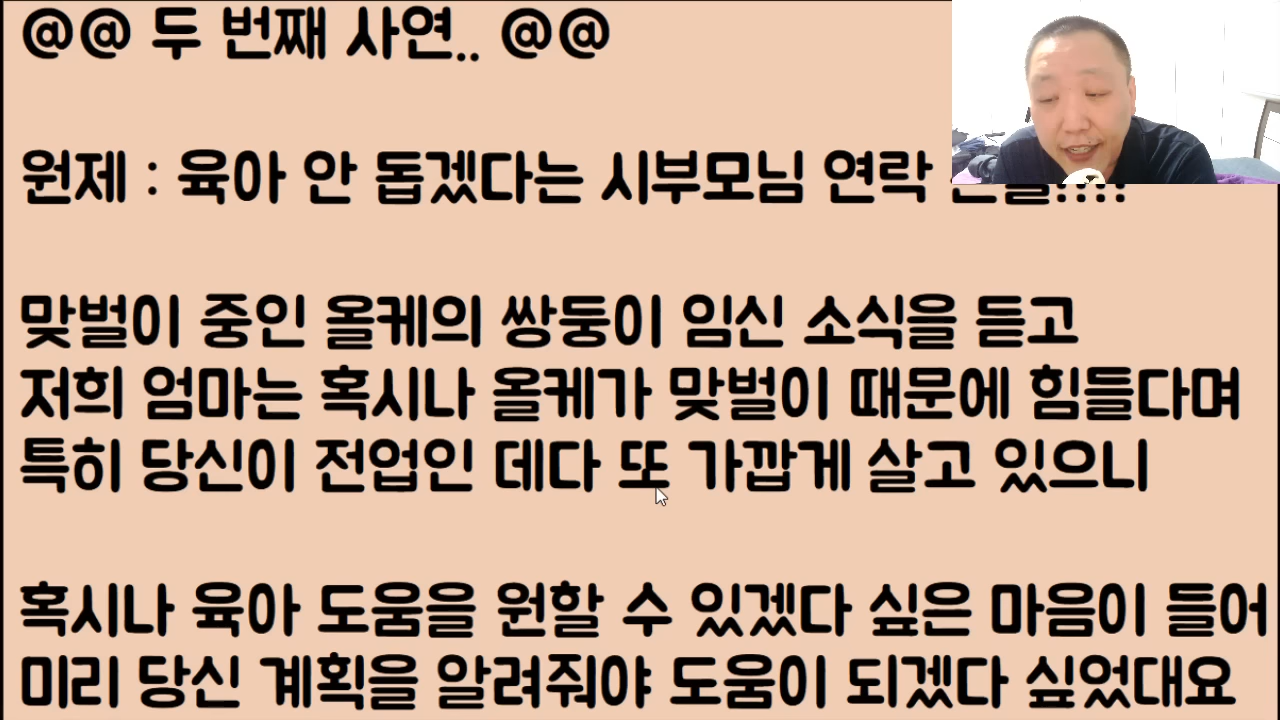 @@ 두 번째 사연.. @@
원제 : 육아 안 돕겠다는 시부모님 연락
맞벌이 중인 올케의 쌍둥이 임신 소식을 듣고
저희 엄마는 혹시나 올케가 맞벌이 때문에 힘들다며
특히 당신이 전업인 데다 또 가깝게 살고 있으니
혹시나 육아 도움을 원할 수 있겠다 싶은 마음이 들어
미리 당신 계획을 알려줘야 도움이 되겠다 싶었대요